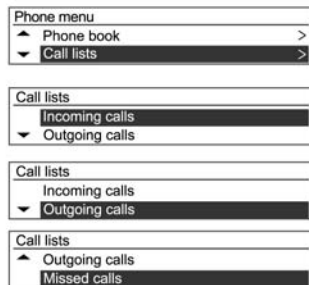 Phone menu
Phone book >
Call lists >
Call lists
Incoming calls
Outgoing calls
Call lists
Incoming calls
Outgoing calls
Call lists
Outgoing calls
Missed calls